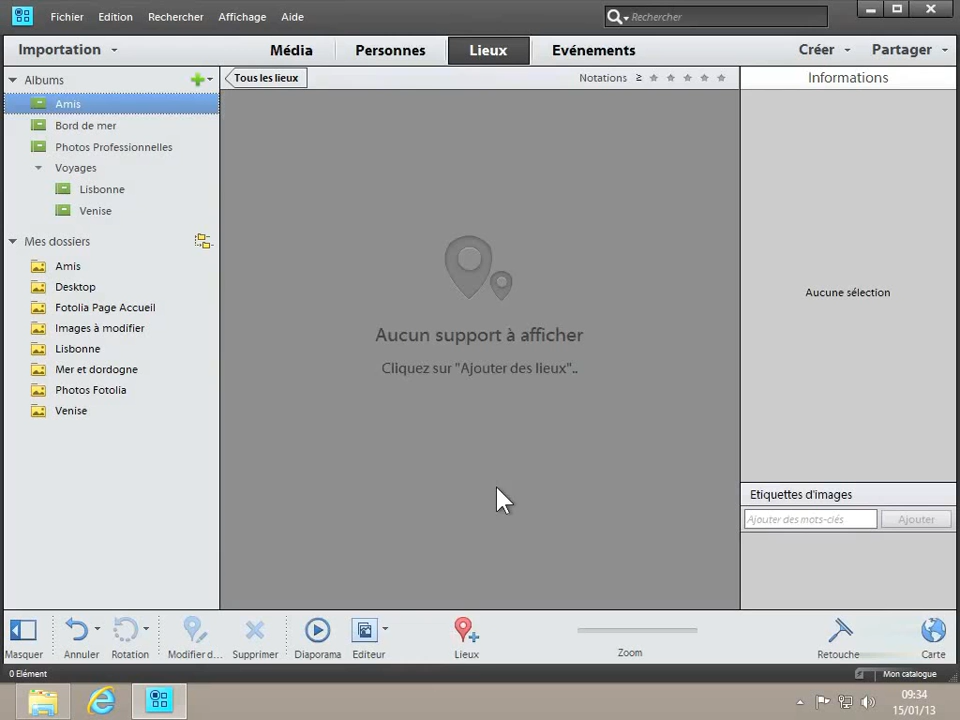 Fichier Edition Rechercher Affichage Aide
Rechercher
Importation
Média Personnes Lieux Evénements
Créer Partager
Albums
Tous les lieux
Notations ≥
Informations
Amis
Bord de mer
Photos Professionnelles
Voyages
Lisbonne
Venise
Mes dossiers
Amis
Desktop
Fotolia Page Accueil
Images à modifier
Lisbonne
Mer et dordogne
Photos Fotolia
Venise
Aucun support à afficher
Cliquez sur "Ajouter des lieux"..
Aucune sélection
Etiquettes d'images
Ajouter des mots-clés
Ajouter
Masquer Annuler Rotation Modifier d... Supprimer Diaporama Editeur Lieux Zoom Retouche Carte
0 Elément
Mon catalogue
09:34
15/01/13